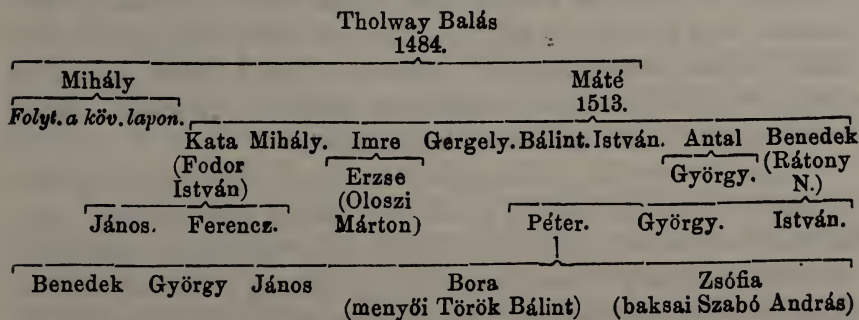 Tholway Balás
1484.
Mihály Máté
Folyt. a köv. lapon. 1513.
Kata Mihály. Imre Gergely. Bálint. István. Antal Benedek
(Fodor István) Erzse György. (Rátony
(Oloszi N.)
János. Ferencz. Márton) Péter. György. István.
Benedek György János Bora Zsófia
(menyői Török Bálint) (baksai Szabó András)